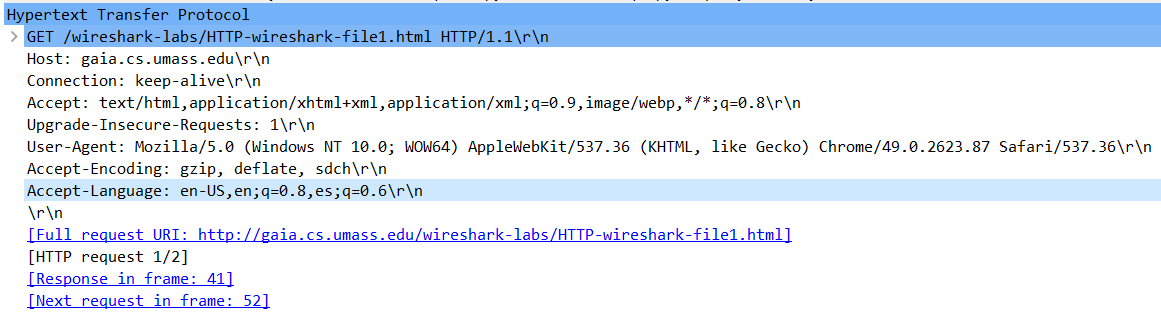 Hypertext Transfer Protocol
GET /wireshark-labs/HTTP-wireshark-file1.html HTTP/1.1\r\n
Host: gaia.cs.umass.edu\r\n
Connection: keep-alive\r\n
Accept: text/html,application/xhtml+xml,application/xml;q=0.9,image/webp,*/*;q=0.8\r\n
Upgrade-Insecure-Requests: 1\r\n
User-Agent: Mozilla/5.0 (Windows NT 10.0; WOW64) AppleWebKit/537.36 (KHTML, like Gecko) Chrome/49.0.2623.87 Safari/537.36\r\n
Accept-Encoding: gzip, deflate, sdch\r\n
Accept-Language: en-US,en;q=0.8,es;q=0.6\r\n
\r\n
[Full request URI: http://gaia.cs.umass.edu/wireshark-labs/HTTP-wireshark-file1.html]
[HTTP request 1/2]
[Response in frame: 41]
[Next request in frame: 52]